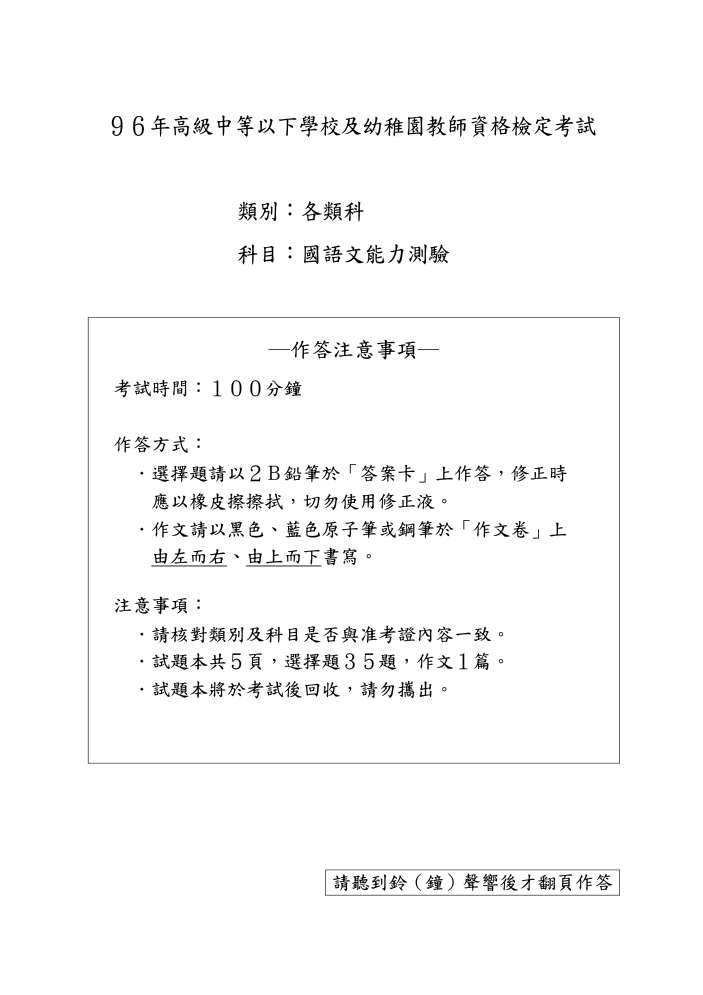 ９６年高級中等以下學校及幼稚園教師資格檢定考試
類別：各類科
科目：國語文能力測驗
—作答注意事項—
考試時間：１００分鐘
作答方式：
．選擇題請以２Ｂ鉛筆於「答案卡」上作答，修正時
應以橡皮擦擦拭，切勿使用修正液。
．作文請以黑色、藍色原子筆或鋼筆於「作文卷」上
由左而右、由上而下書寫。
注意事項：
．請核對類別及科目是否與准考證內容一致。
．試題本共５頁，選擇題３５題，作文１篇。
．試題本將於考試後回收，請勿攜出。
請聽到鈴（鐘）聲響後才翻頁作答